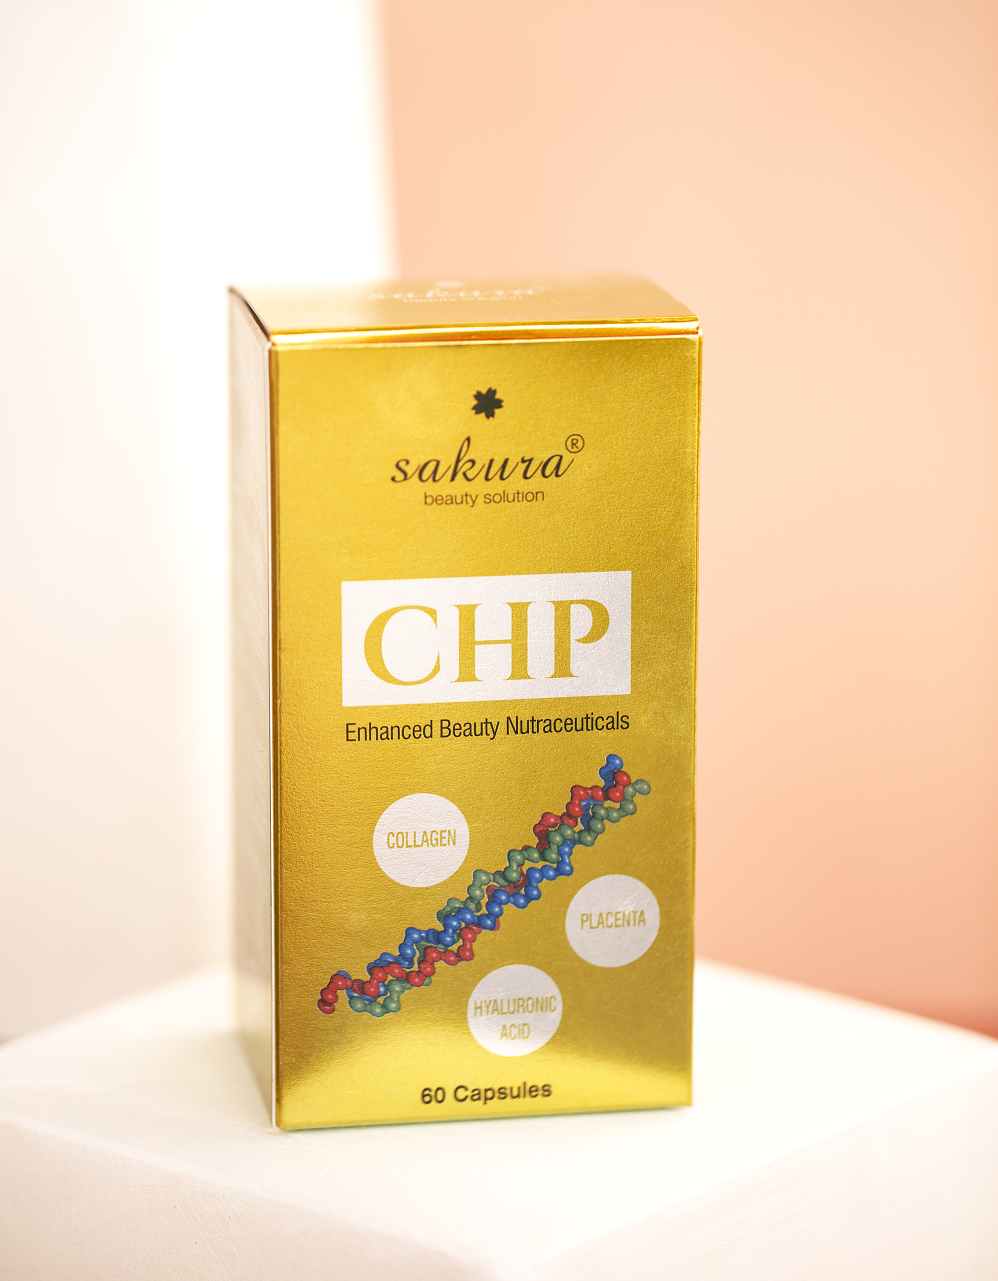 sakura®
beauty solution
CHP
Enhanced Beauty Nutraceuticals
COLLAGEN
PLACENTA
HYALURONIC
ACID
60 Capsules